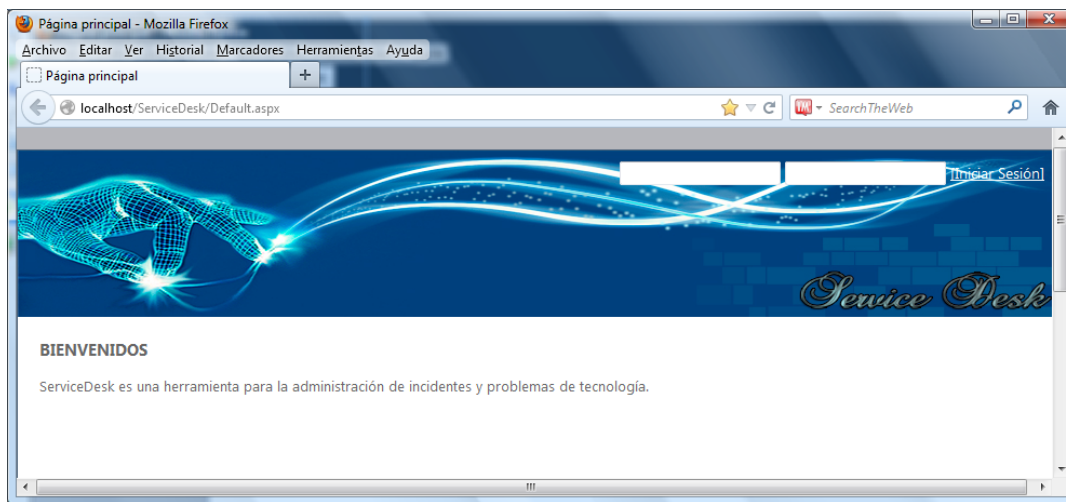 Página principal - Mozilla Firefox
Archivo Editar Ver Historial Marcadores Herramientas Ayuda
Página principal
localhost/ServiceDesk/Default.aspx
SearchTheWeb
[Iniciar Sesión]
Service Desk
BIENVENIDOS
ServiceDesk es una herramienta para la administración de incidentes y problemas de tecnología.